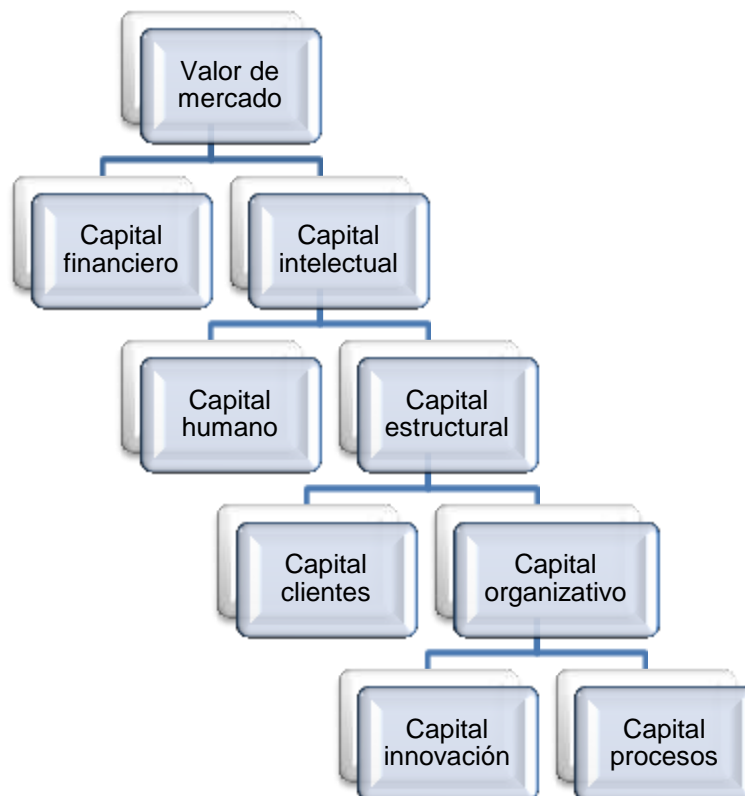 Valor de
mercado
Capital
financiero
Capital
intelectual
Capital
humano
Capital
estructural
Capital
clientes
Capital
organizativo
Capital
innovación
Capital
procesos